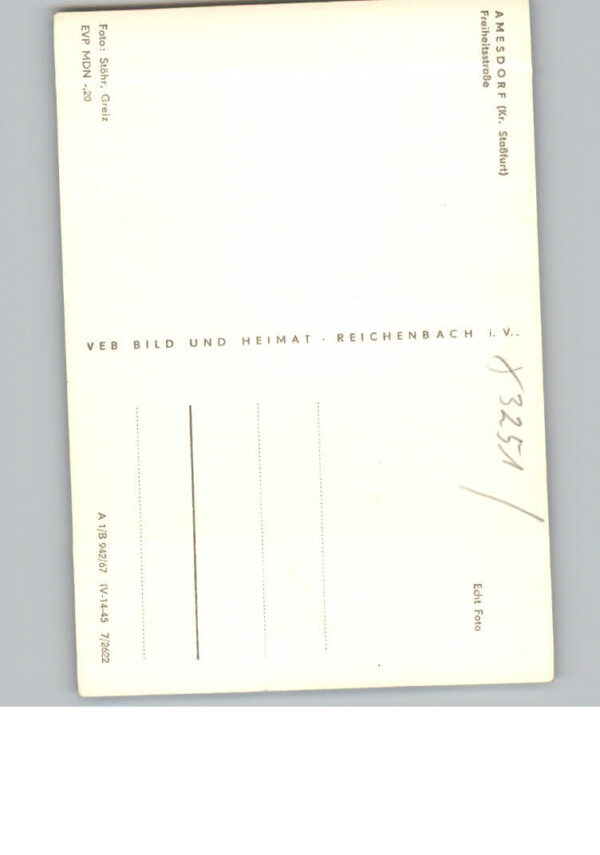 AMESDORF (Kr. Staßfurt)
Freiheitsstraße
Foto: Stöhr, Greiz
EVP MDN -,20
VEB BILD UND HEIMAT · REICHENBACH i. V.
X 3251 /
Echt Foto
A 1/B 942/67 IV-14-45 7/2622